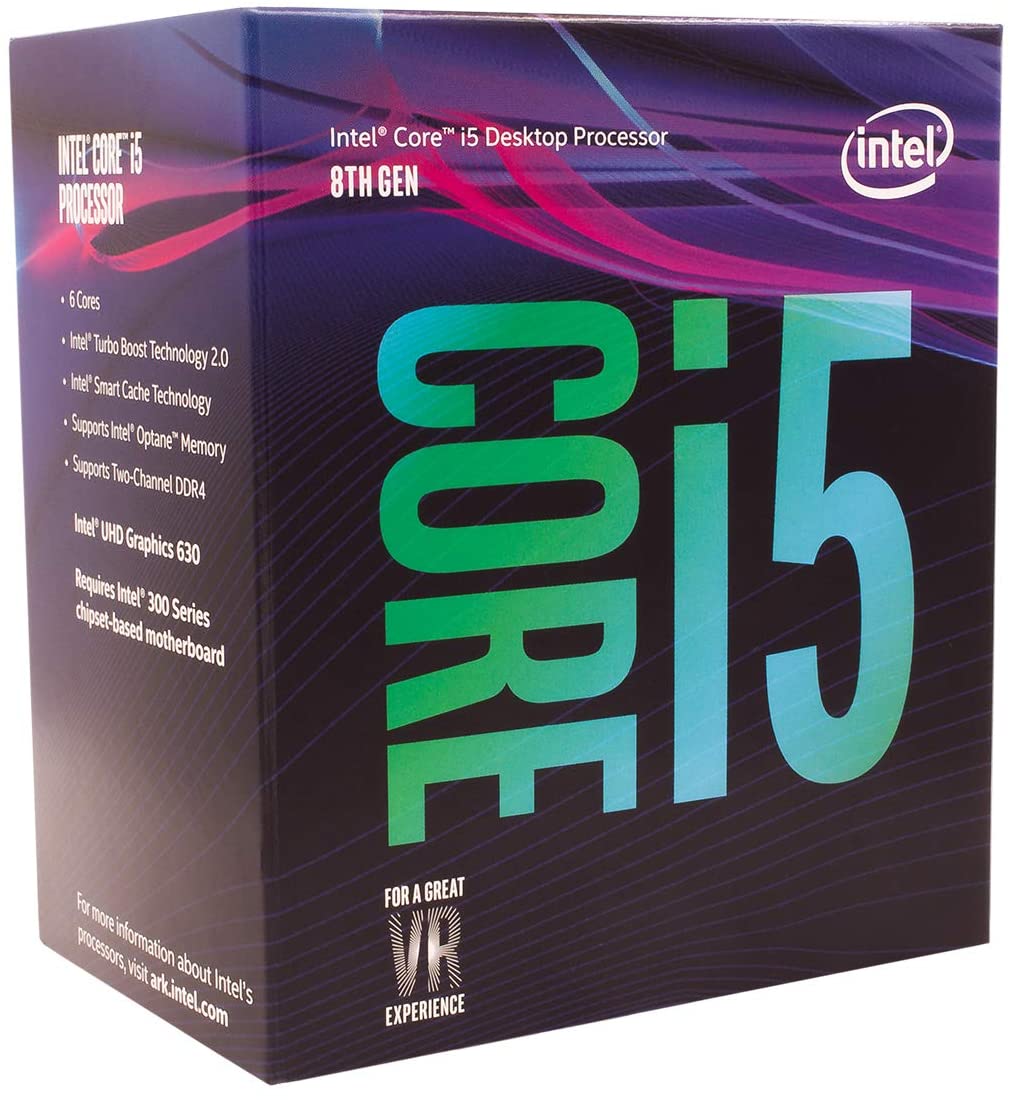 INTEL® CORE™ i5
PROCESSOR
• 6 Cores
• Intel® Turbo Boost Technology 2.0
• Intel® Smart Cache Technology
• Supports Intel® Optane™ Memory
• Supports Two-Channel DDR4
Intel® UHD Graphics 630
Requires Intel® 300 Series
chipset-based motherboard
For more information about Intel's
processors, visit ark.intel.com
Intel® Core™ i5 Desktop Processor
8TH GEN
intel
CORE i5
FOR A GREAT
VR
EXPERIENCE